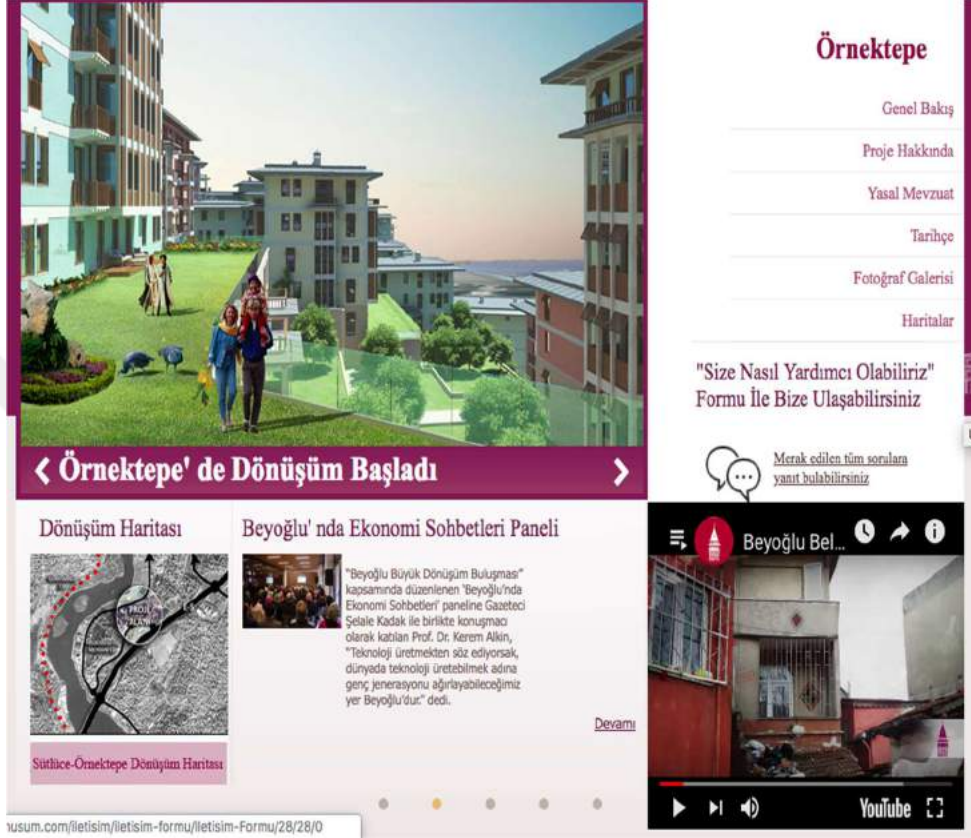 Örnektepe
Genel Bakış
Proje Hakkında
Yasal Mevzuat
Tarihçe
Fotoğraf Galerisi
Haritalar
"Size Nasıl Yardımcı Olabiliriz"
Formu İle Bize Ulaşabilirsiniz
Merak edilen tüm sorulara
yanıt bulabilirsiniz
Örnektepe' de Dönüşüm Başladı
Dönüşüm Haritası
PROJE
ALANI
Sütlüce-Örnektepe Dönüşüm Haritası
Beyoğlu' nda Ekonomi Sohbetleri Paneli
"Beyoğlu Büyük Dönüşüm Buluşması"
kapsamında düzenlenen 'Beyoğlu'nda
Ekonomi Sohbetleri' paneline Gazeteci
Şelale Kadak ile birlikte konuşmacı
olarak katılan Prof. Dr. Kerem Alkin,
"Teknoloji üretmekten söz ediyorsak,
dünyada teknoloji üretebilmek adına
genç jenerasyonu ağırlayabileceğimiz
yer Beyoğlu'dur." dedi.
Devamı
Beyoğlu Bel...
YouTube
nusum.com/iletisim/iletisim-formu/Iletisim-Formu/28/28/0